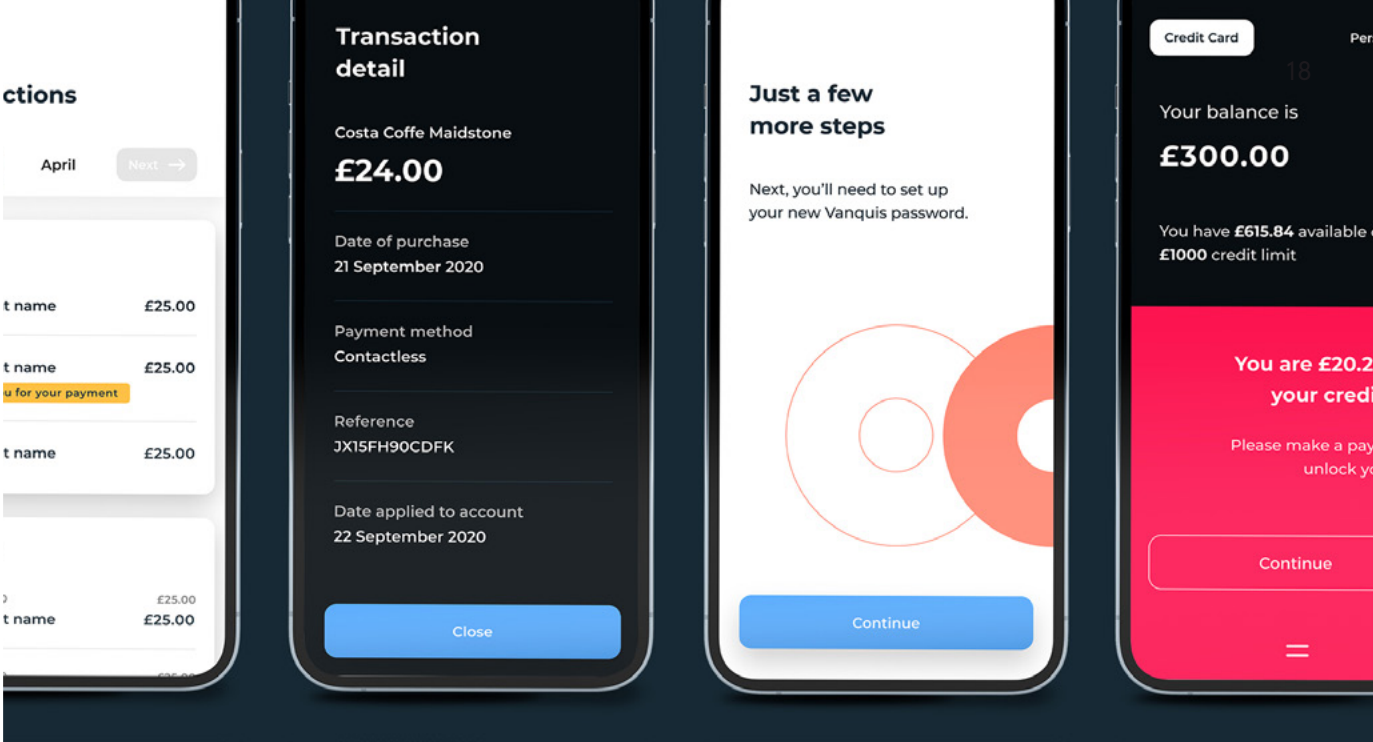 ctions
April
Next →
t name £25.00
t name £25.00
u for your payment
t name £25.00
£25.00
t name £25.00
£25.00
Transaction
detail
Costa Coffe Maidstone
£24.00
Date of purchase
21 September 2020
Payment method
Contactless
Reference
JX15FH90CDFK
Date applied to account
22 September 2020
Close
Just a few
more steps
Next, you’ll need to set up
your new Vanquis password.
Continue
Credit Card
Pers
18
Your balance is
£300.00
You have £615.84 available
£1000 credit limit
You are £20.2
your credi
Please make a pay
unlock yo
Continue